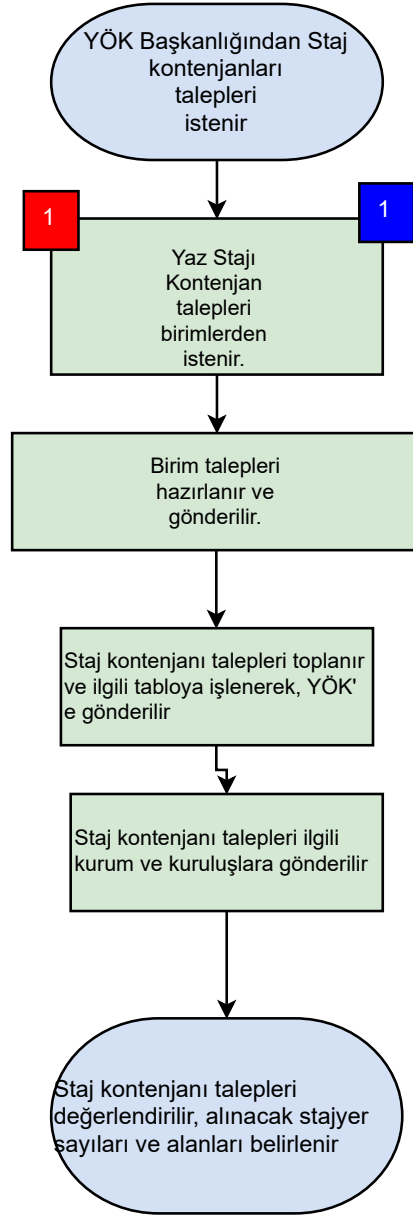 YÖK Başkanlığından Staj
kontenjanları
talepleri
istenir
1
1
Yaz Stajı
Kontenjan
talepleri
birimlerden
istenir.
Birim talepleri
hazırlanır ve
gönderilir.
Staj kontenjanı talepleri toplanır
ve ilgili tabloya işlenerek, YÖK'
e gönderilir
Staj kontenjanı talepleri ilgili
kurum ve kuruluşlara gönderilir
Staj kontenjanı talepleri
değerlendirilir, alınacak stajyer
sayıları ve alanları belirlenir